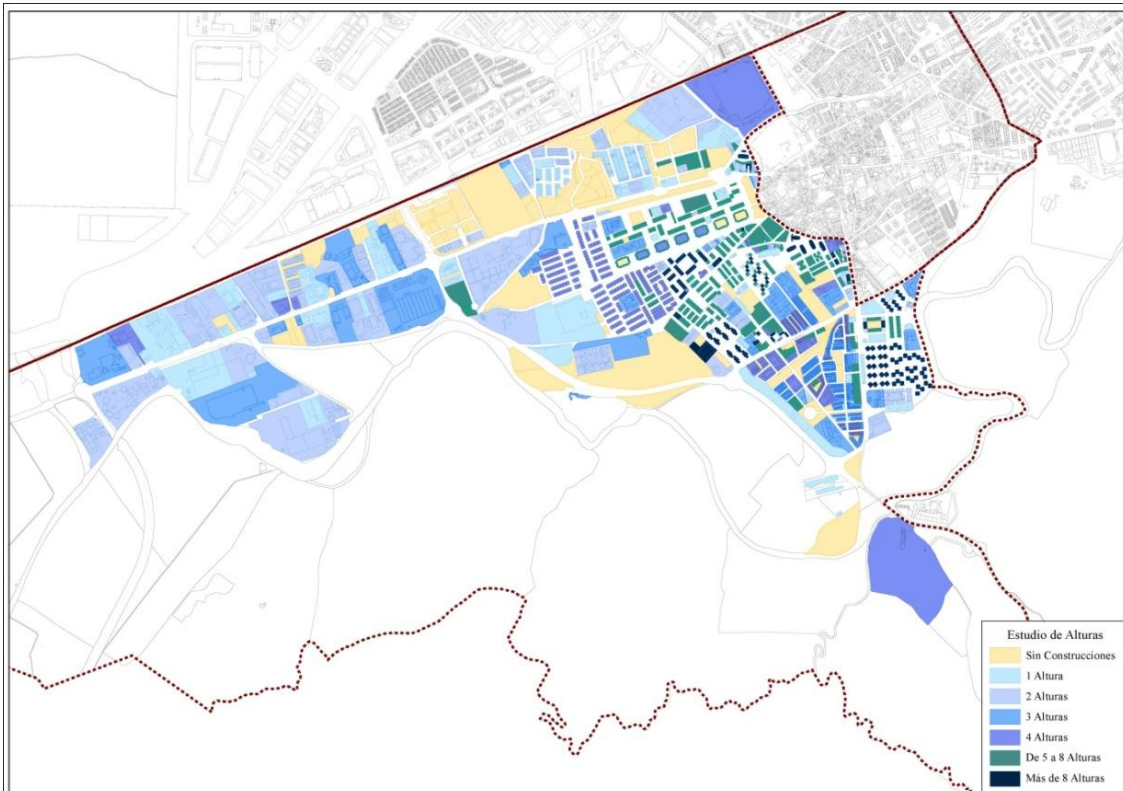 Estudio de Alturas
Sin Construcciones
1 Altura
2 Alturas
3 Alturas
4 Alturas
De 5 a 8 Alturas
Más de 8 Alturas